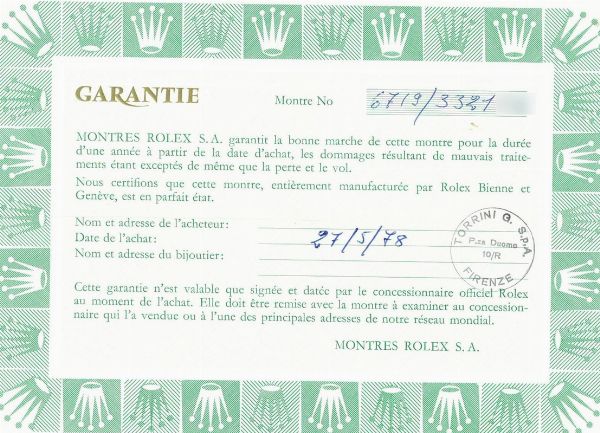 GARANTIE
Montre No 6719/3321
MONTRES ROLEX S.A. garantit la bonne marche de cette montre pour la durée
d'une année à partir de la date d'achat, les dommages résultant de mauvais traite-
ments étant exceptés de même que la perte et le vol.
Nous certifions que cette montre, entièrement manufacturée par Rolex Bienne et
Genève, est en parfait état.
Nom et adresse de l'acheteur:
Date de l'achat: 27/5/78
Nom et adresse du bijoutier:
TORRINI G. S.P.A.
P.za Duomo
10/R
FIRENZE
Cette garantie n'est valable que signée et datée par le concessionnaire officiel Rolex
au moment de l'achat. Elle doit être remise avec la montre à examiner au concession-
naire qui l'a vendue ou à l'une des principales adresses de notre réseau mondial.
MONTRES ROLEX S.A.